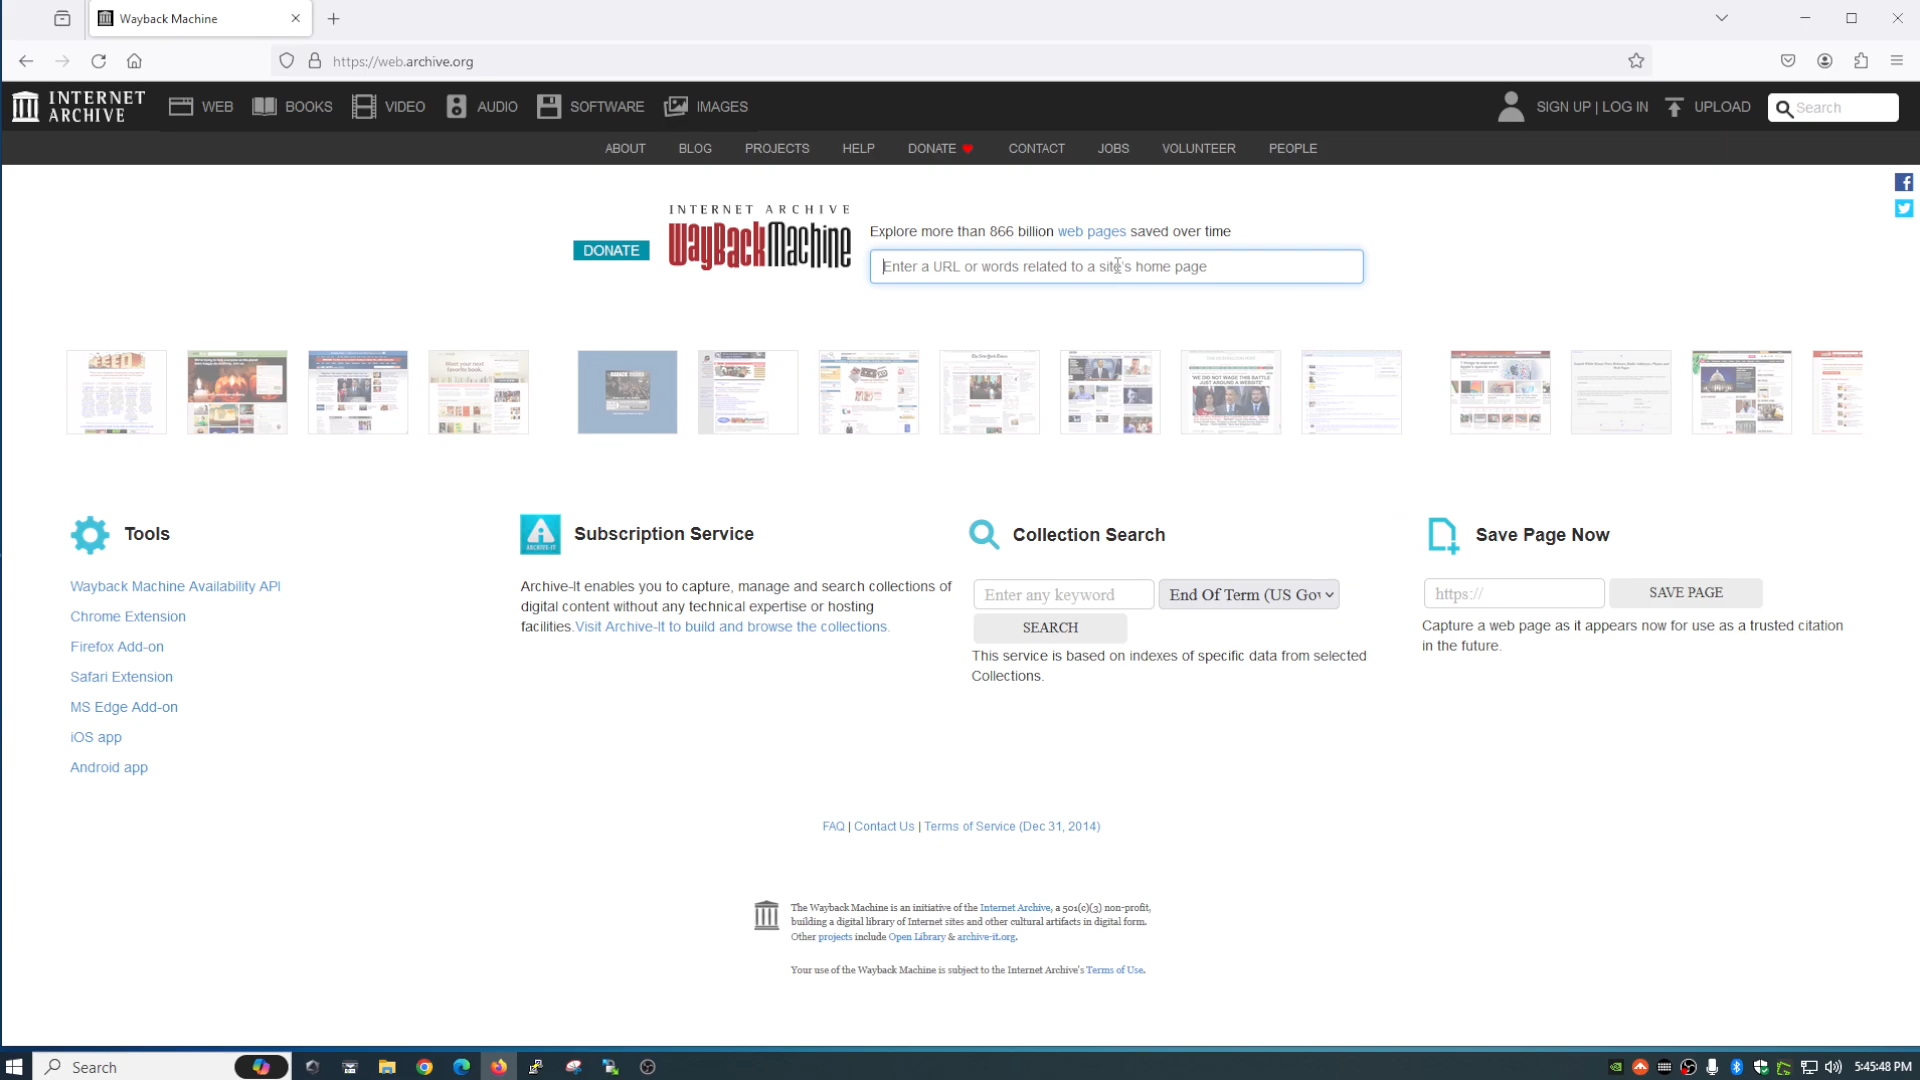 Wayback Machine
https://web.archive.org
INTERNET ARCHIVE
WEB
BOOKS
VIDEO
AUDIO
SOFTWARE
IMAGES
SIGN UP | LOG IN
UPLOAD
Search
ABOUT
BLOG
PROJECTS
HELP
DONATE
CONTACT
JOBS
VOLUNTEER
PEOPLE
DONATE
INTERNET ARCHIVE
WayBackMachine
Explore more than 866 billion web pages saved over time
Enter a URL or words related to a site's home page
Tools
Wayback Machine Availability API
Chrome Extension
Firefox Add-on
Safari Extension
MS Edge Add-on
iOS app
Android app
ARCHIVE-IT
Subscription Service
Archive-It enables you to capture, manage and search collections of
digital content without any technical expertise or hosting
facilities.Visit Archive-It to build and browse the collections.
Collection Search
Enter any keyword
End Of Term (US Gov
SEARCH
This service is based on indexes of specific data from selected
Collections.
Save Page Now
https://
SAVE PAGE
Capture a web page as it appears now for use as a trusted citation
in the future.
FAQ | Contact Us | Terms of Service (Dec 31, 2014)
The Wayback Machine is an initiative of the Internet Archive, a 501(c)(3) non-profit,
building a digital library of Internet sites and other cultural artifacts in digital form.
Other projects include Open Library & archive-it.org.
Your use of the Wayback Machine is subject to the Internet Archive's Terms of Use.
Search
5:45:48 PM